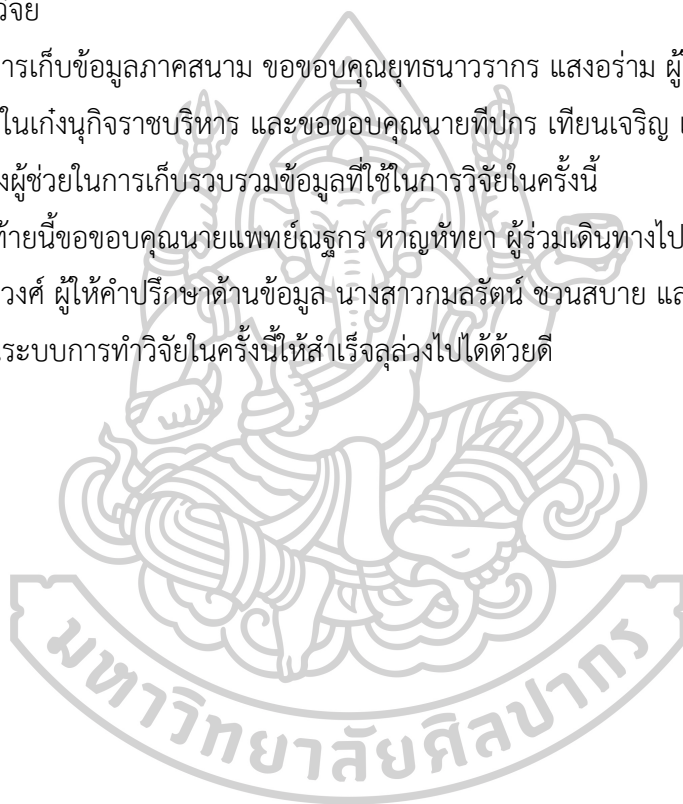 วิจัย
ารเก็บข้อมูลภาคสนาม ขอขอบคุณยุทธนาวรากร แสงอร่าม ผู้
ในเก๋งนุกิจราชบริหาร และขอขอบคุณนายทีปกร เทียนเจริญ
งผู้ช่วยในการเก็บรวบรวมข้อมูลที่ใช้ในการวิจัยในครั้งนี้
ท้ายนี้ขอขอบคุณนายแพทย์ณฐกร หาญหัทยา ผู้ร่วมเดินทางไป
วงศ์ ผู้ให้คำปรึกษาด้านข้อมูล นางสาวกมลรัตน์ ชวนสบาย และ
ระบบการทำวิจัยในครั้งนี้ให้สำเร็จลุล่วงไปได้ด้วยดี
มหาวิทยาลัยศิลปากร